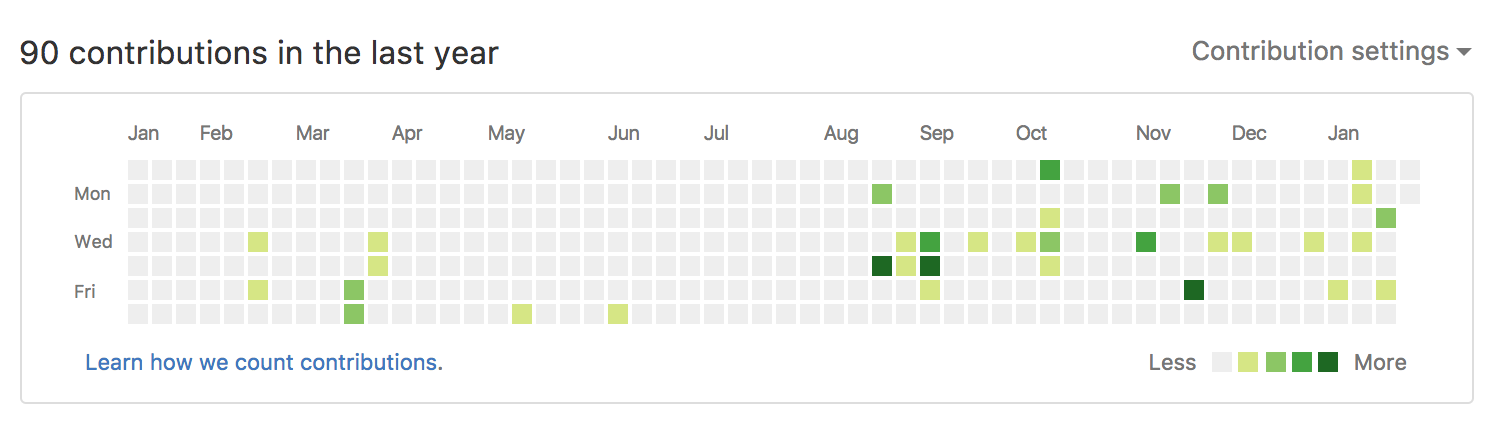 90 contributions in the last year
Contribution settings
Jan Feb Mar Apr May Jun Jul Aug Sep Oct Nov Dec Jan
Mon
Wed
Fri
Learn how we count contributions.
Less More